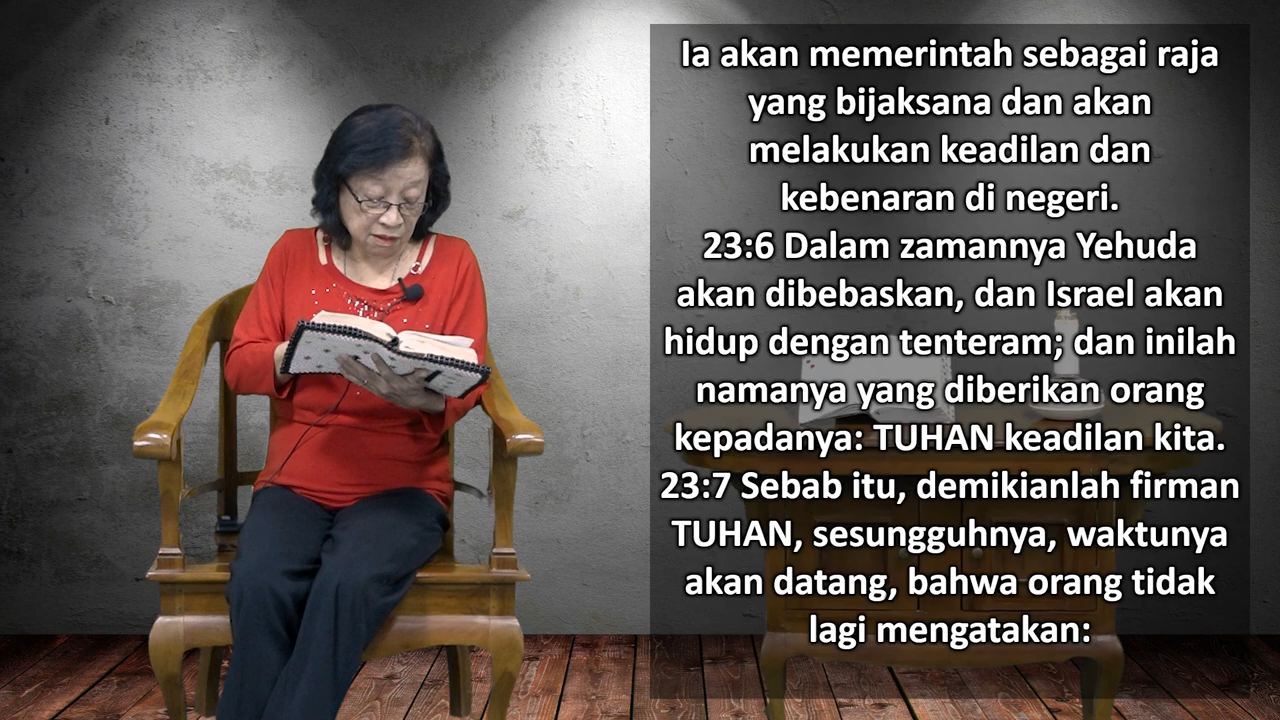 Ia akan memerintah sebagai raja
yang bijaksana dan akan
melakukan keadilan dan
kebenaran di negeri.
23:6 Dalam zamannya Yehuda
akan dibebaskan, dan Israel akan
hidup dengan tenteram; dan inilah
namanya yang diberikan orang
kepadanya: TUHAN keadilan kita.
23:7 Sebab itu, demikianlah firman
TUHAN, sesungguhnya, waktunya
akan datang, bahwa orang tidak
lagi mengatakan: